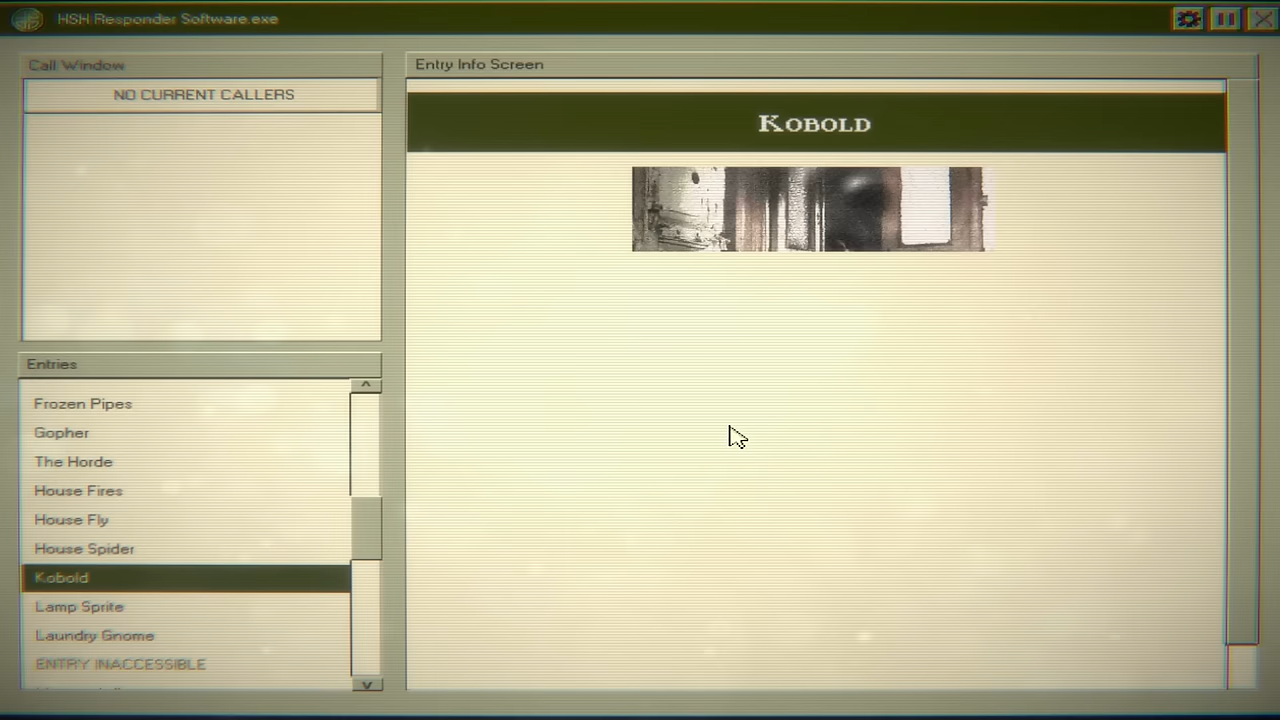 HSH Responder Software.exe
Call Window
NO CURRENT CALLERS
Entries
Frozen Pipes
Gopher
The Horde
House Fires
House Fly
House Spider
Kobold
Lamp Sprite
Laundry Gnome
ENTRY INACCESSIBLE
Entry Info Screen
Kobold